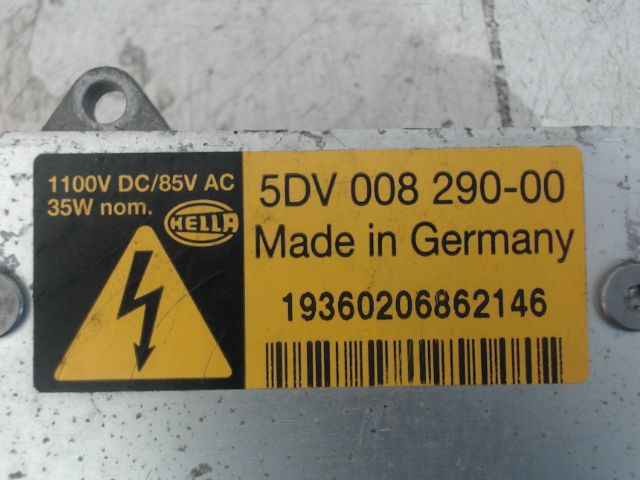 1100V DC/85V AC
35W nom.
HELLA
5DV 008 290-00
Made in Germany
19360206862146